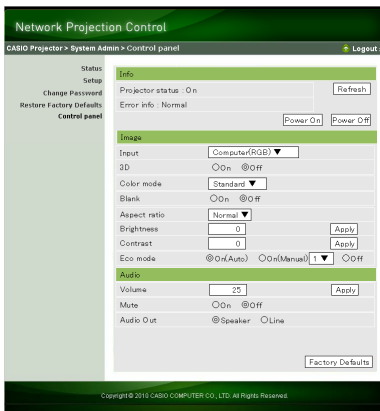 Network Projection Control
CASIO Projector > System Admin > Control panel Logout
Status
Setup
Change Password
Restore Factory Defaults
Control panel
Info
Projector status : On Refresh
Error info : Normal
Power On Power Off
Image
Input Computer(RGB) ▼
3D On Off
Color mode Standard ▼
Blank On Off
Aspect ratio Normal ▼
Brightness 0 Apply
Contrast 0 Apply
Eco mode On(Auto) On(Manual) 1 ▼ Off
Audio
Volume 25 Apply
Mute On Off
Audio Out Speaker Line
Factory Defaults
Copyright © 2010 CASIO COMPUTER CO., LTD. All Rights Reserved.